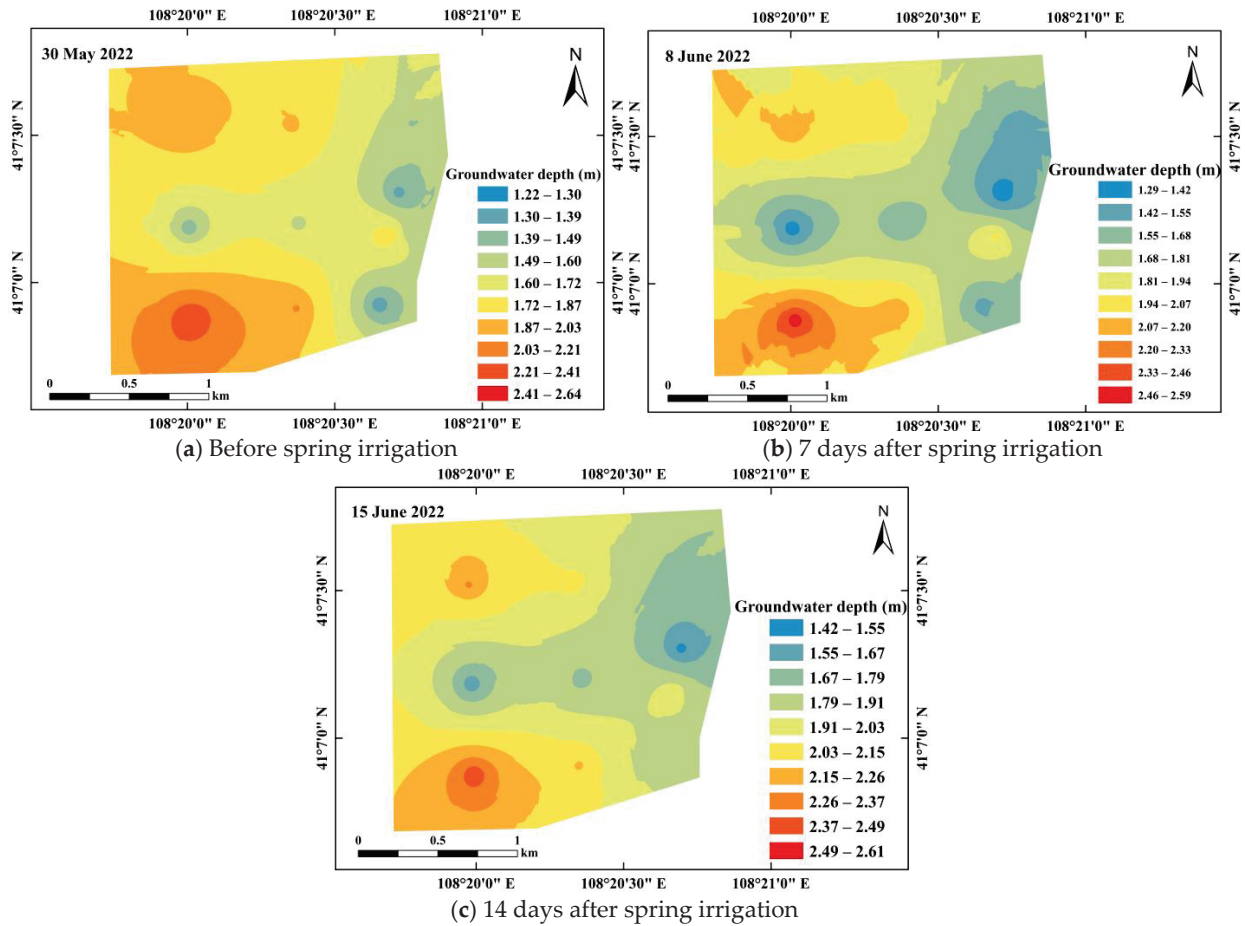 108°20'0" E 108°20'30" E 108°21'0" E
30 May 2022
N
41°7'30" N
41°7'30" N
Groundwater depth (m)
1.22 – 1.30
1.30 – 1.39
1.39 – 1.49
1.49 – 1.60
1.60 – 1.72
1.72 – 1.87
1.87 – 2.03
2.03 – 2.21
2.21 – 2.41
2.41 – 2.64
41°7'0" N
41°7'0" N
0 0.5 1
km
108°20'0" E 108°20'30" E 108°21'0" E
(a) Before spring irrigation
108°20'0" E 108°20'30" E 108°21'0" E
8 June 2022
N
41°7'30" N
41°7'30" N
Groundwater depth (m)
1.29 – 1.42
1.42 – 1.55
1.55 – 1.68
1.68 – 1.81
1.81 – 1.94
1.94 – 2.07
2.07 – 2.20
2.20 – 2.33
2.33 – 2.46
2.46 – 2.59
41°7'0" N
41°7'0" N
0 0.5 1
km
108°20'0" E 108°20'30" E 108°21'0" E
(b) 7 days after spring irrigation
108°20'0" E 108°20'30" E 108°21'0" E
15 June 2022
N
41°7'30" N
41°7'30" N
Groundwater depth (m)
1.42 – 1.55
1.55 – 1.67
1.67 – 1.79
1.79 – 1.91
1.91 – 2.03
2.03 – 2.15
2.15 – 2.26
2.26 – 2.37
2.37 – 2.49
2.49 – 2.61
41°7'0" N
41°7'0" N
0 0.5 1
km
108°20'0" E 108°20'30" E 108°21'0" E
(c) 14 days after spring irrigation